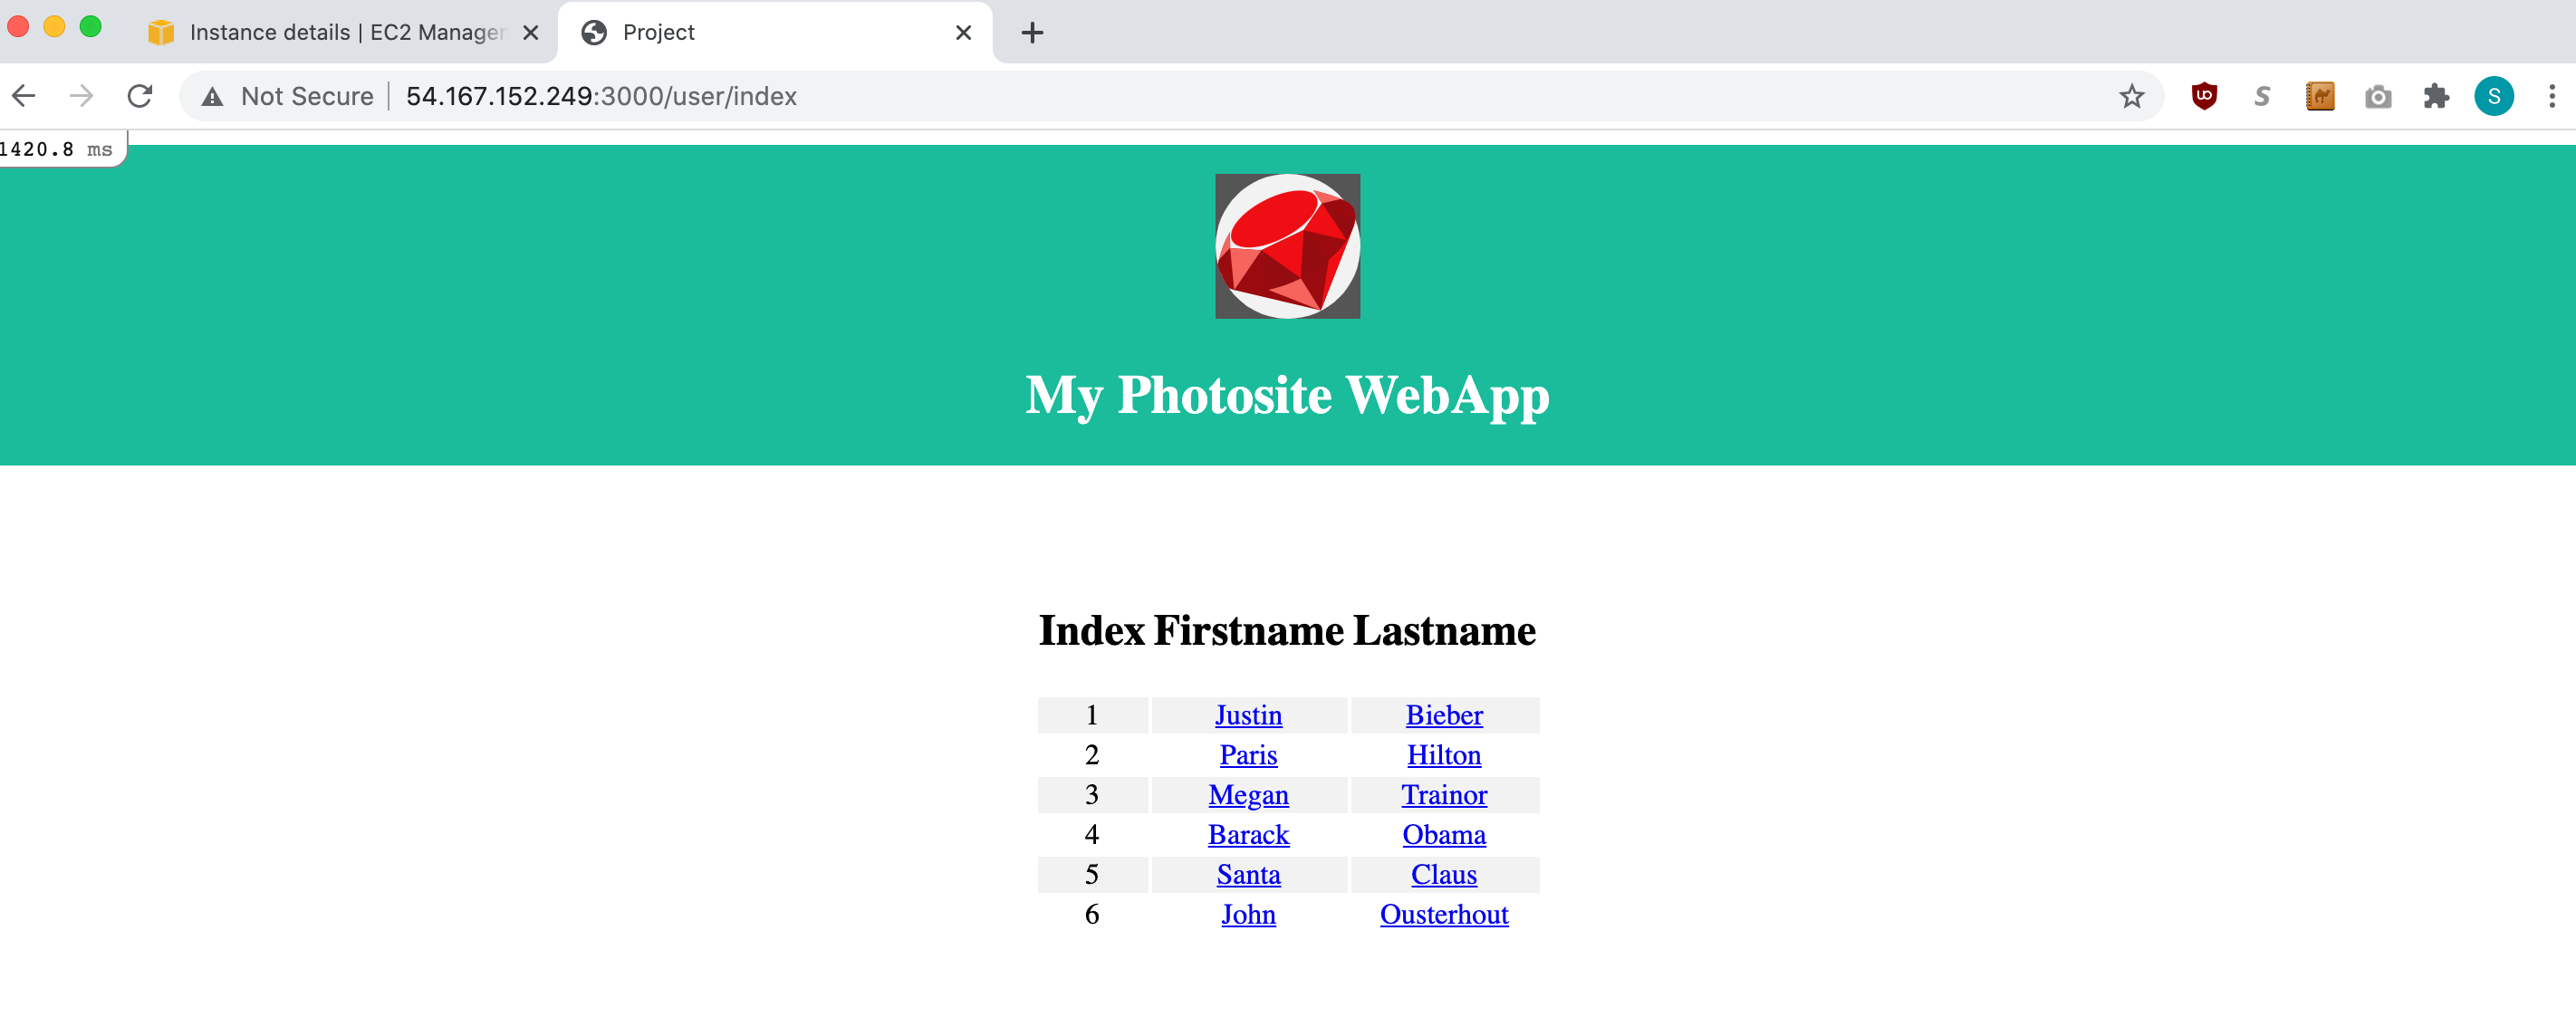 Instance details | EC2 Manager
Project
Not Secure 54.167.152.249:3000/user/index
S
S
1420.8 ms
My Photosite WebApp
Index Firstname Lastname
1 Justin Bieber
2 Paris Hilton
3 Megan Trainor
4 Barack Obama
5 Santa Claus
6 John Ousterhout